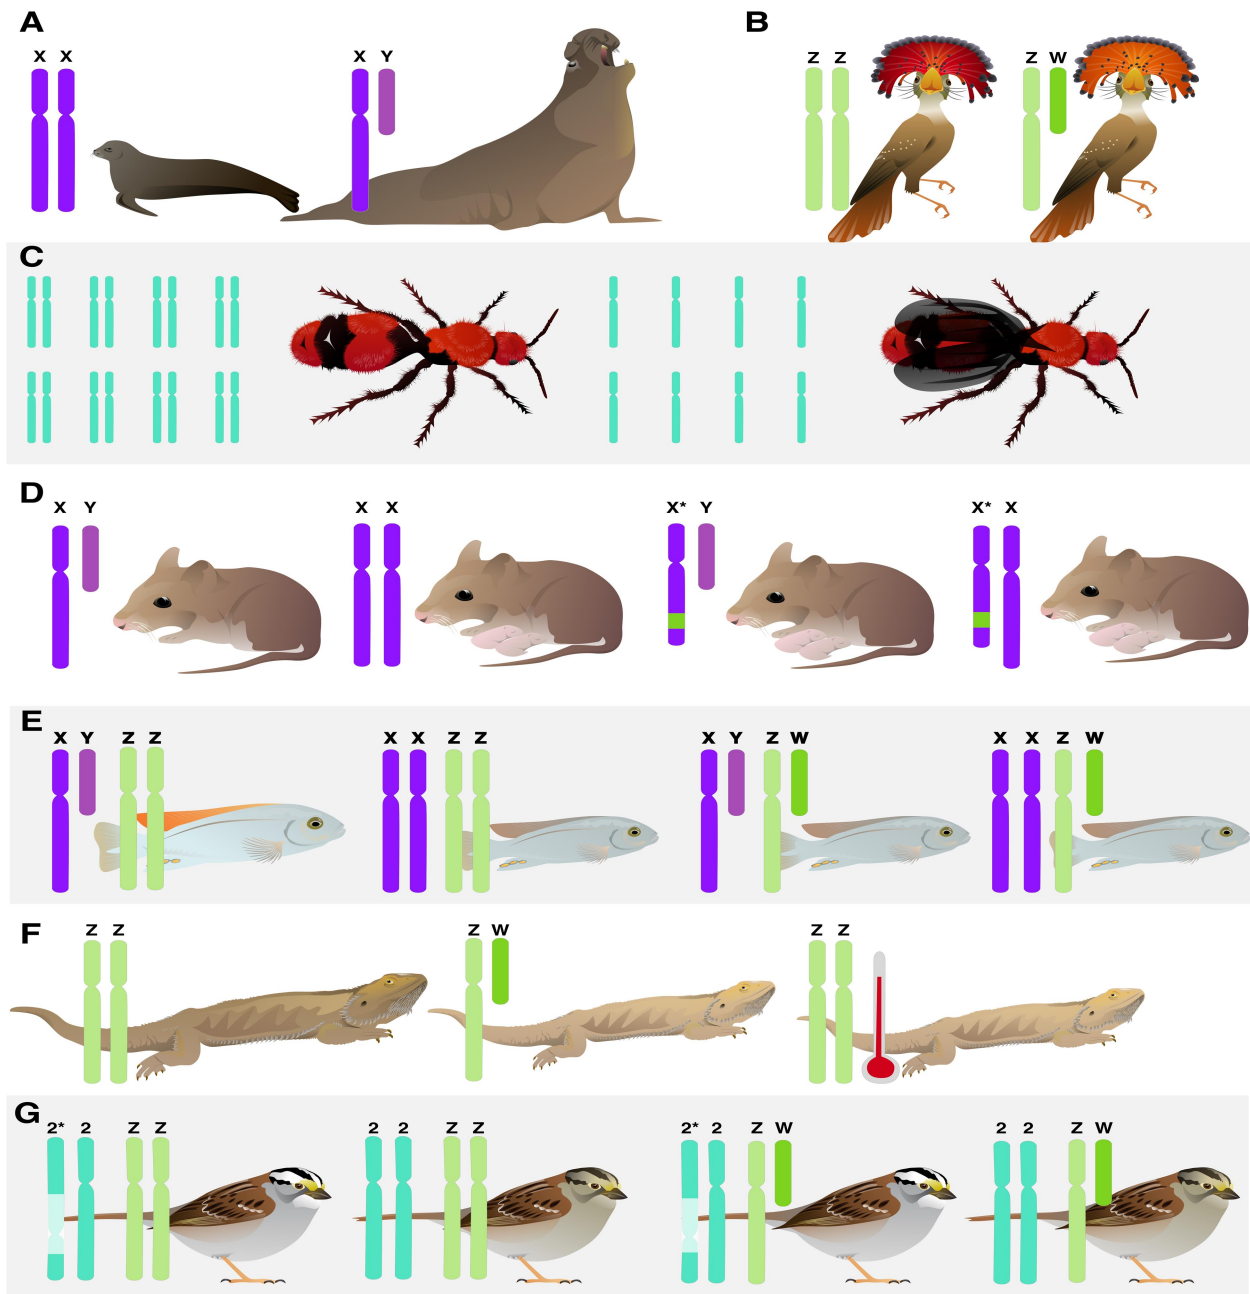 A
X X
X Y
B
Z Z
Z W
C
D
X Y
X X
X* Y
X* X
E
X Y Z Z
X X Z Z
X Y Z W
X X Z W
F
Z Z
Z W
Z Z
G
2* 2 Z Z
2 2 Z Z
2* 2 Z W
2 2 Z W